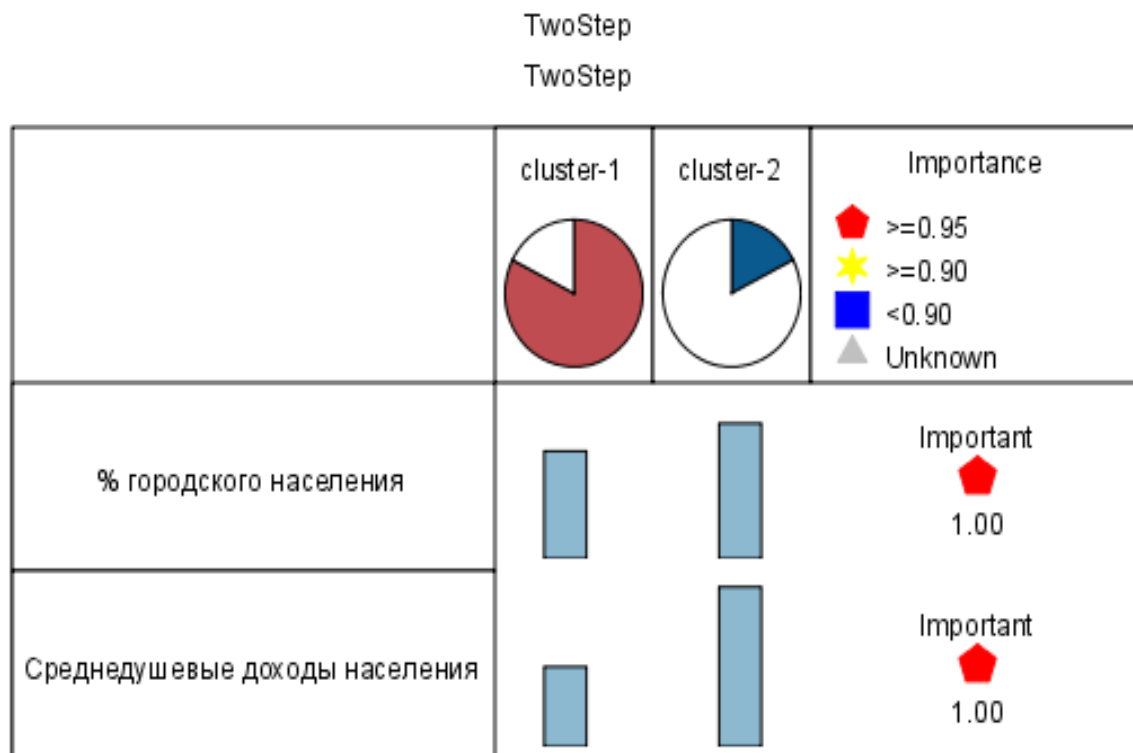 TwoStep
TwoStep
cluster-1
cluster-2
Importance
>=0.95
>=0.90
<0.90
Unknown
% городского населения
Important
1.00
Среднедушевые доходы населения
Important
1.00